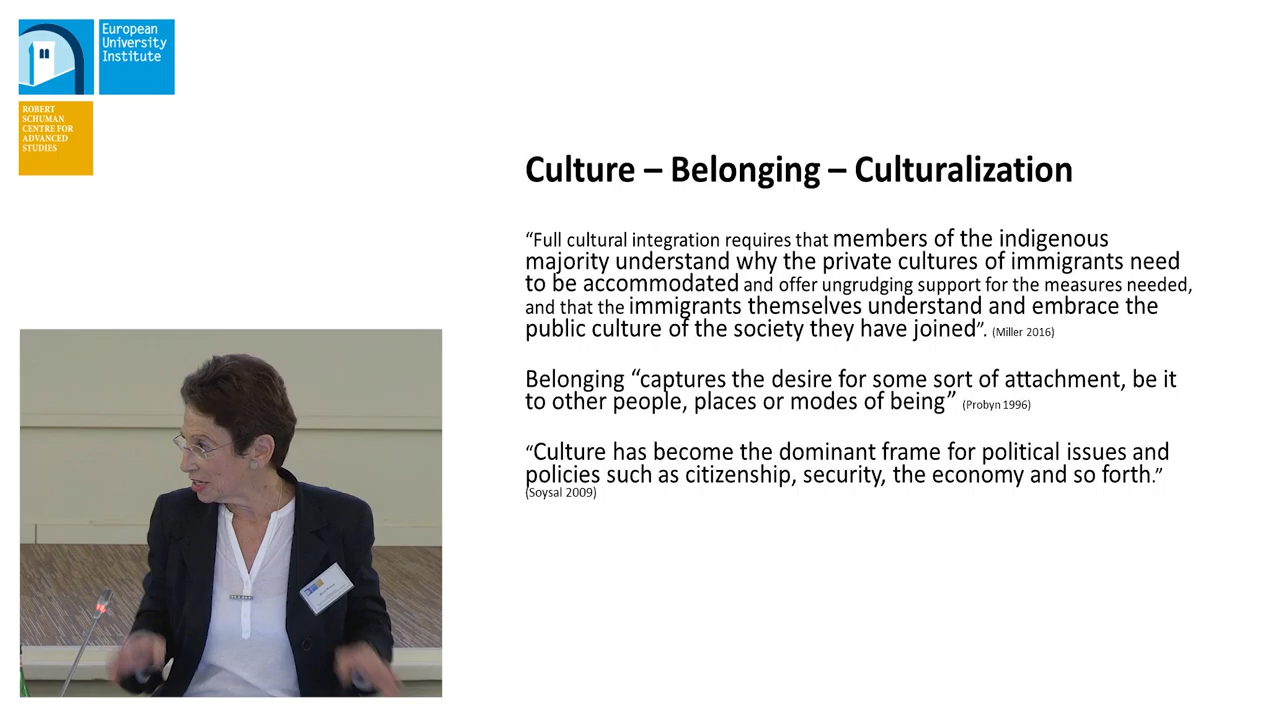 European
University
Institute
ROBERT
SCHUMAN
CENTRE FOR
ADVANCED
STUDIES
Culture – Belonging – Culturalization
“Full cultural integration requires that members of the indigenous
majority understand why the private cultures of immigrants need
to be accommodated and offer ungrudging support for the measures needed,
and that the immigrants themselves understand and embrace the
public culture of the society they have joined”. (Miller 2016)
Belonging “captures the desire for some sort of attachment, be it
to other people, places or modes of being” (Probyn 1996)
“Culture has become the dominant frame for political issues and
policies such as citizenship, security, the economy and so forth.”
(Soysal 2009)